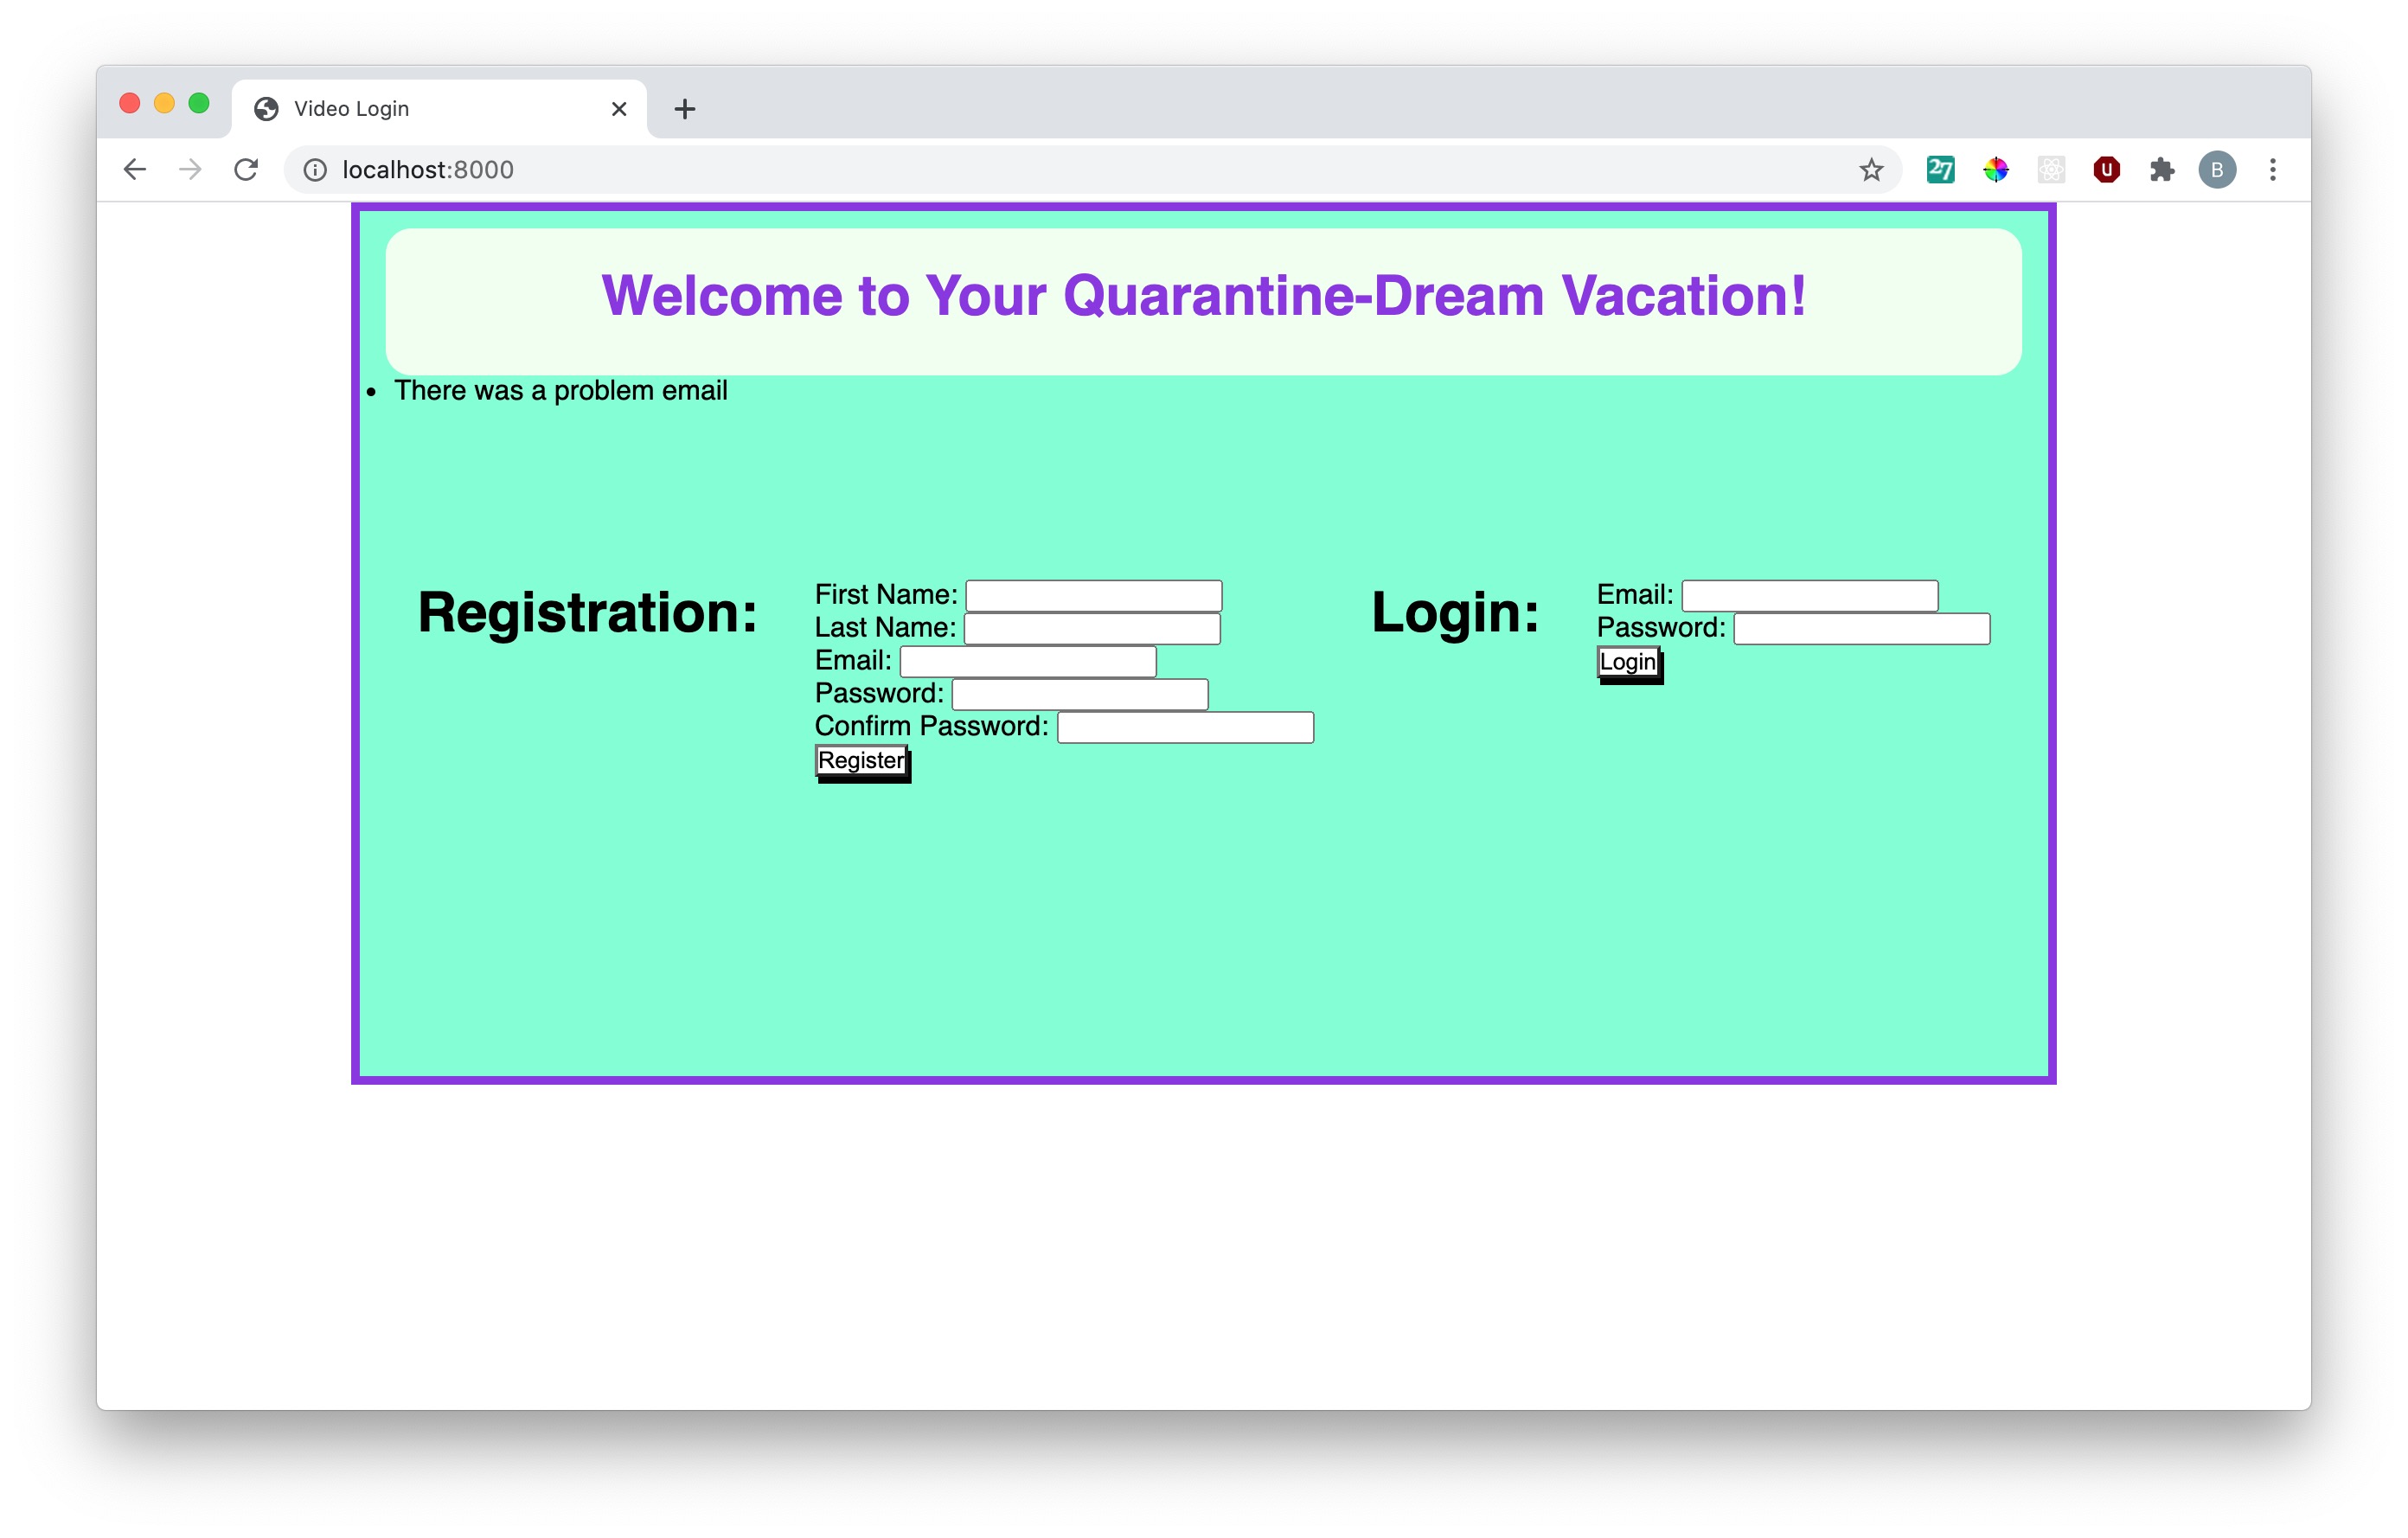 Video Login
localhost:8000
27
U
B
Welcome to Your Quarantine-Dream Vacation!
• There was a problem email
Registration:
First Name:
Last Name:
Email:
Password:
Confirm Password:
Register
Login:
Email:
Password:
Login